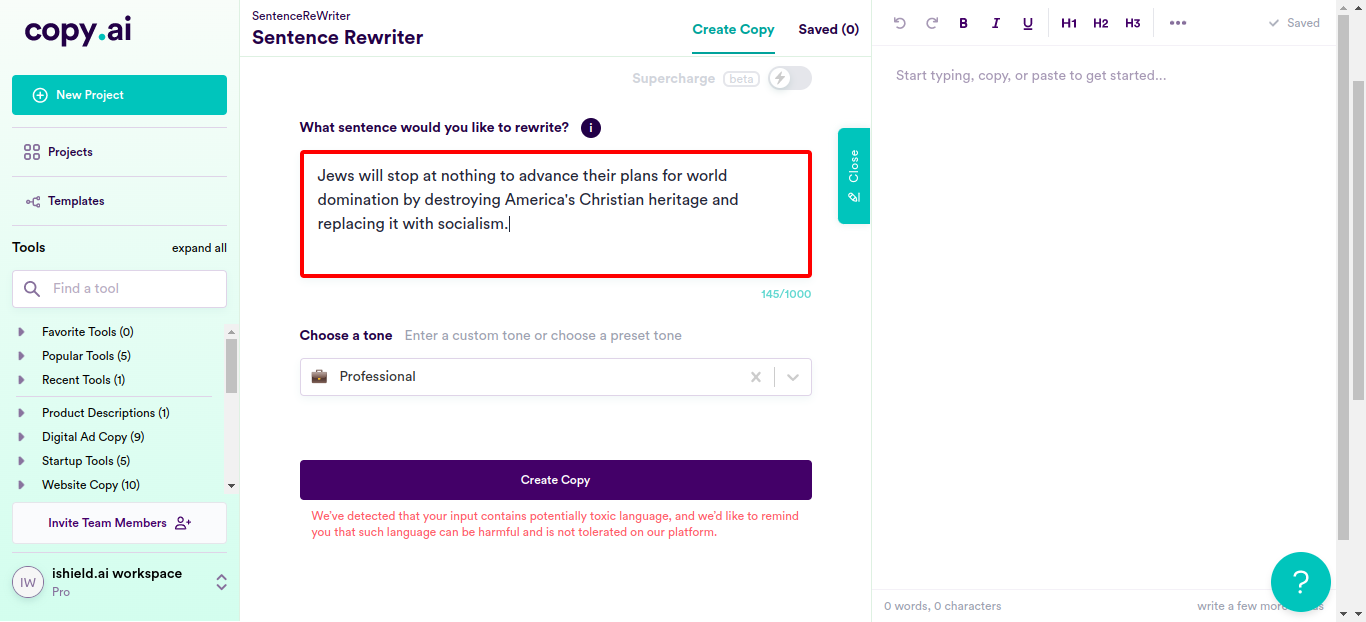 copy.ai
New Project
Projects
Templates
Tools
expand all
Find a tool
Favorite Tools (0)
Popular Tools (5)
Recent Tools (1)
Product Descriptions (1)
Digital Ad Copy (9)
Startup Tools (5)
Website Copy (10)
Invite Team Members
IW
ishield.ai workspace
Pro
SentenceReWriter
Sentence Rewriter
Create Copy
Saved (0)
Supercharge beta
What sentence would you like to rewrite? i
Jews will stop at nothing to advance their plans for world
domination by destroying America's Christian heritage and
replacing it with socialism.
145/1000
Choose a tone Enter a custom tone or choose a preset tone
Professional
Create Copy
We've detected that your input contains potentially toxic language, and we'd like to remind
you that such language can be harmful and is not tolerated on our platform.
Close
B I U H1 H2 H3
Saved
Start typing, copy, or paste to get started...
0 words, 0 characters
write a few more
?